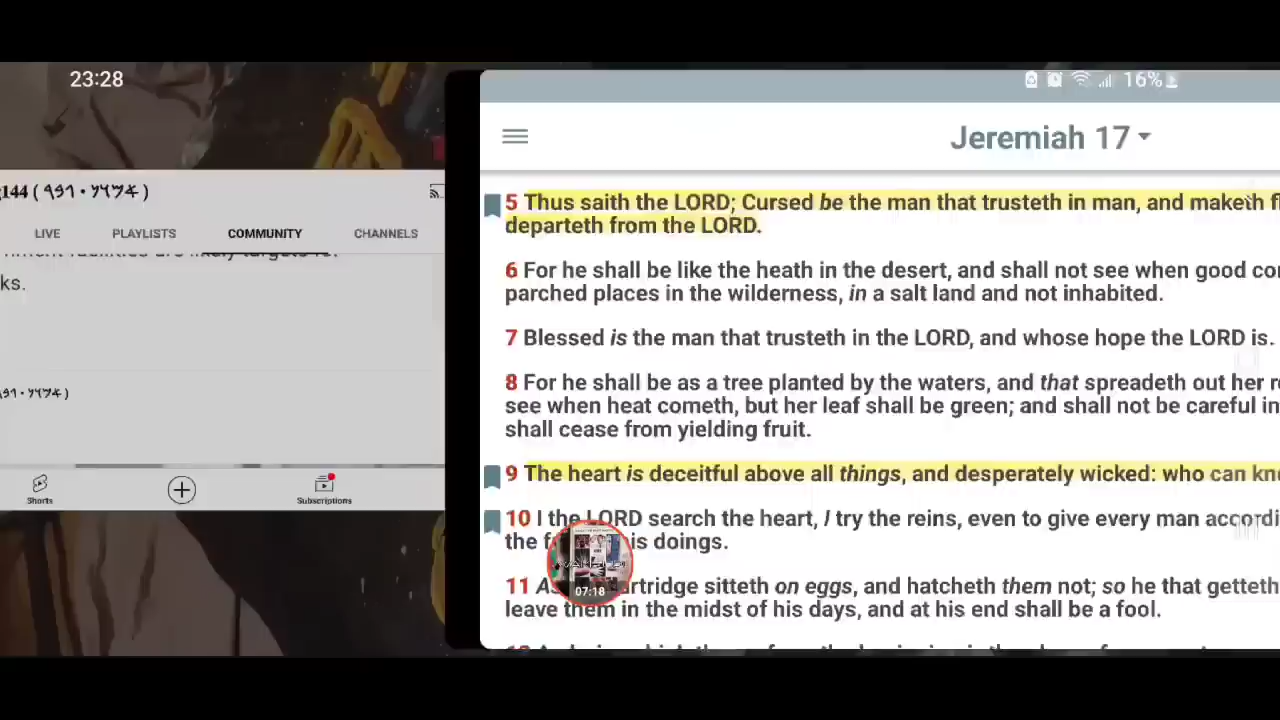 23:28
16%
Jeremiah 17
144 ( 𐤉𐤄𐤅𐤄
LIVE PLAYLISTS COMMUNITY CHANNELS
ks.
Shorts
Subscriptions
5 Thus saith the LORD; Cursed be the man that trusteth in man, and maketh
departeth from the LORD.
6 For he shall be like the heath in the desert, and shall not see when good
parched places in the wilderness, in a salt land and not inhabited.
7 Blessed is the man that trusteth in the LORD, and whose hope the LORD is.
8 For he shall be as a tree planted by the waters, and that spreadeth out her
see when heat cometh, but her leaf shall be green; and shall not be careful in
shall cease from yielding fruit.
9 The heart is deceitful above all things, and desperately wicked: who can
10 I the LORD search the heart, I try the reins, even to give every man
the is doings.
07:18
11 artridge sitteth on eggs, and hatcheth them not; so he that getteth
leave them in the midst of his days, and at his end shall be a fool.